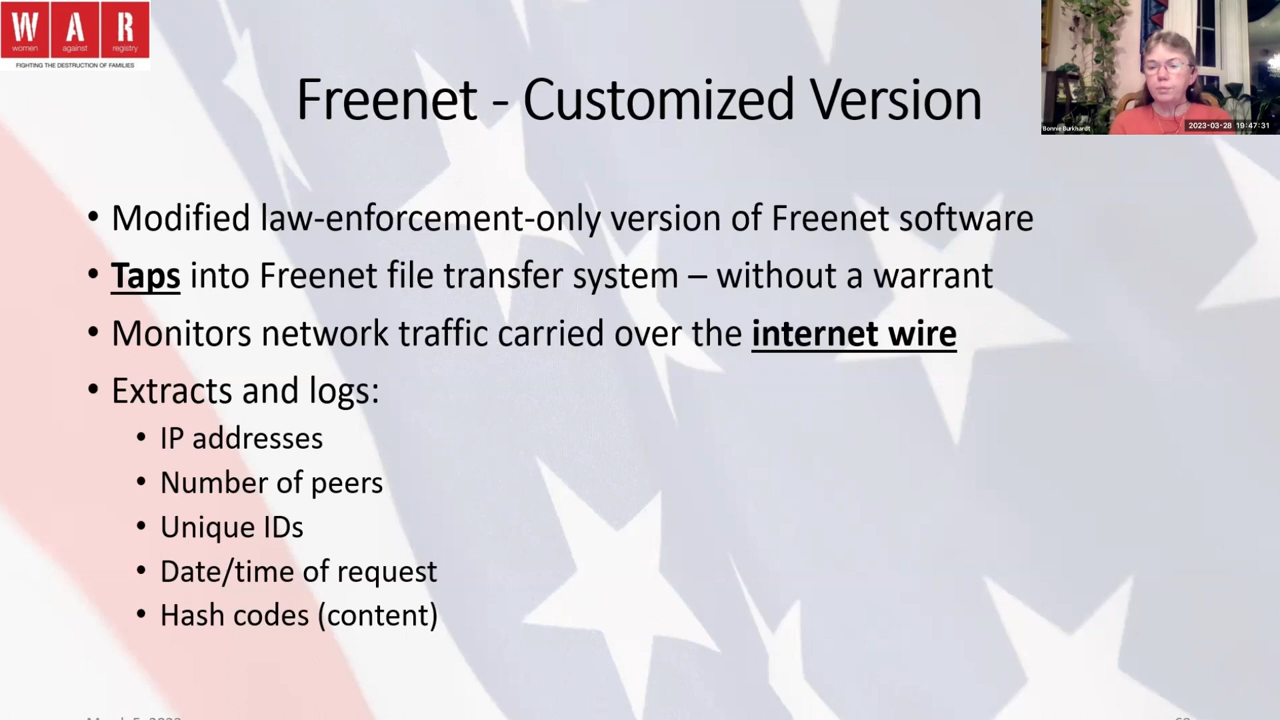 WAR
women against registry
FIGHTING THE DESTRUCTION OF FAMILIES
Freenet - Customized Version
Bonnie Burkhardt
2023-03-28 19:47:31
• Modified law-enforcement-only version of Freenet software
• Taps into Freenet file transfer system – without a warrant
• Monitors network traffic carried over the internet wire
• Extracts and logs:
• IP addresses
• Number of peers
• Unique IDs
• Date/time of request
• Hash codes (content)